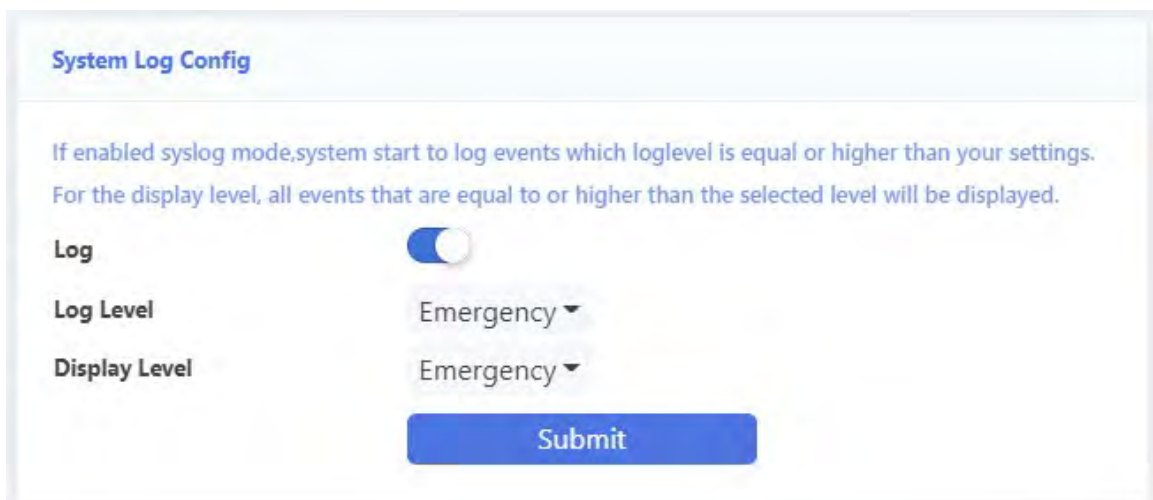 System Log Config
If enabled syslog mode,system start to log events which loglevel is equal or higher than your settings.
For the display level, all events that are equal to or higher than the selected level will be displayed.
Log
Log Level Emergency
Display Level Emergency
Submit